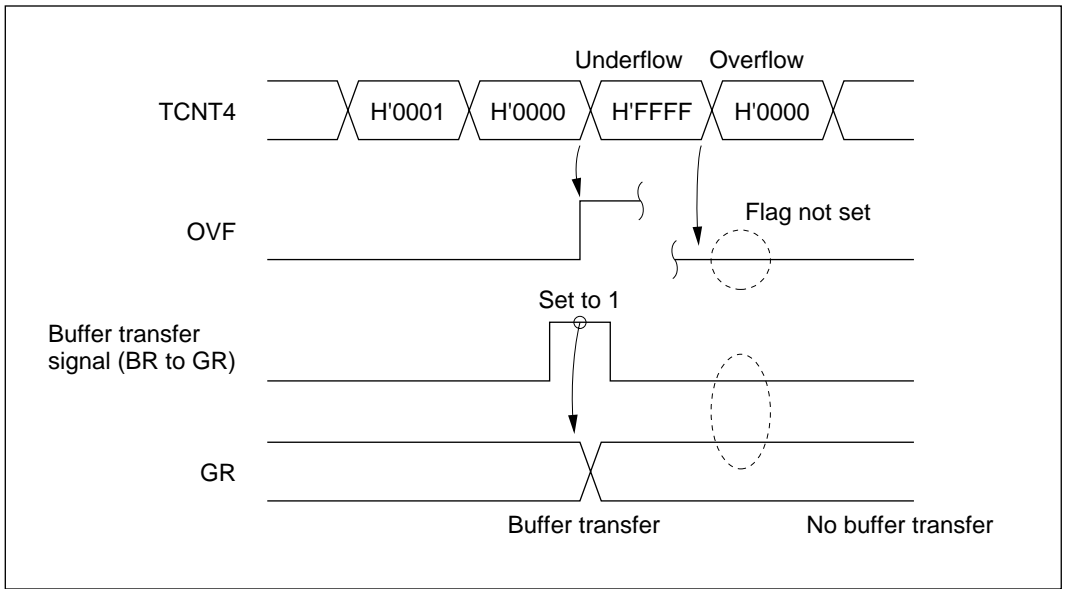 Underflow Overflow
TCNT4 H'0001 H'0000 H'FFFF H'0000
OVF
Flag not set
Set to 1
Buffer transfer
signal (BR to GR)
GR
Buffer transfer No buffer transfer